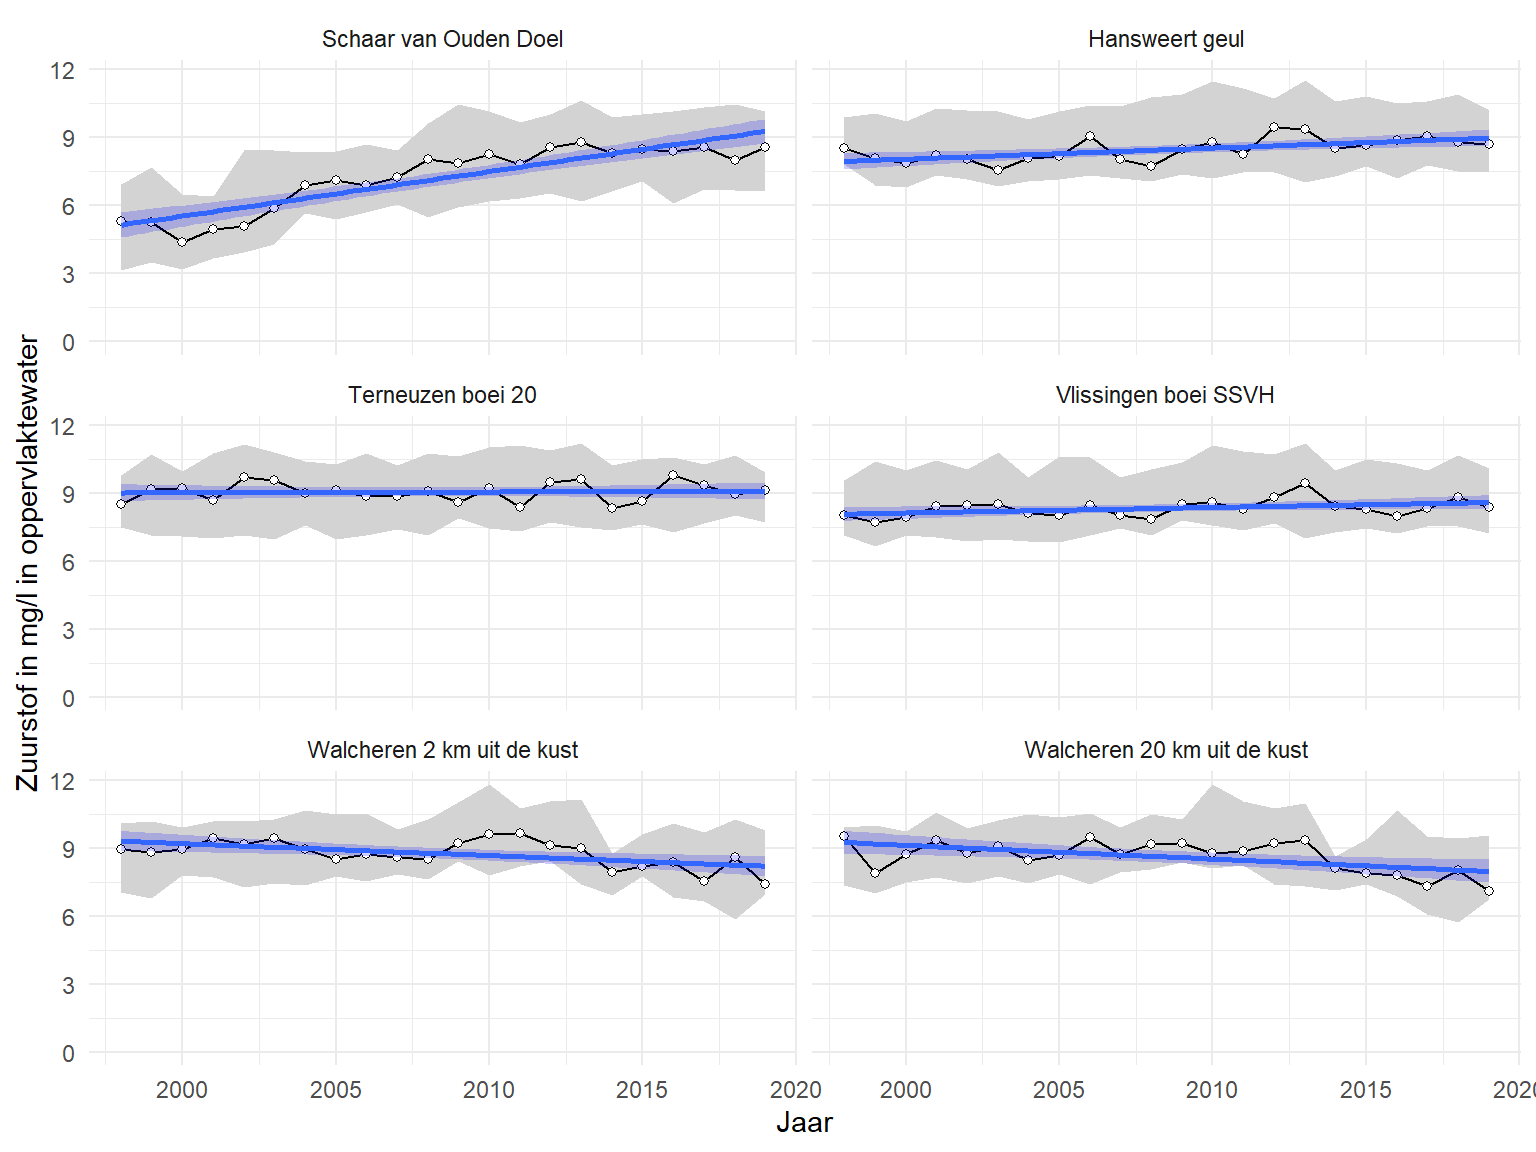 Schaar van Ouden Doel
Hansweert geul
12
9
6
3
0
Terneuzen boei 20
Vlissingen boei SSVH
12
9
6
3
0
Walcheren 2 km uit de kust
Walcheren 20 km uit de kust
12
9
6
3
0
2000 2005 2010 2015 2020
2000 2005 2010 2015 2020
Jaar
Zuurstof in mg/l in oppervlaktewater